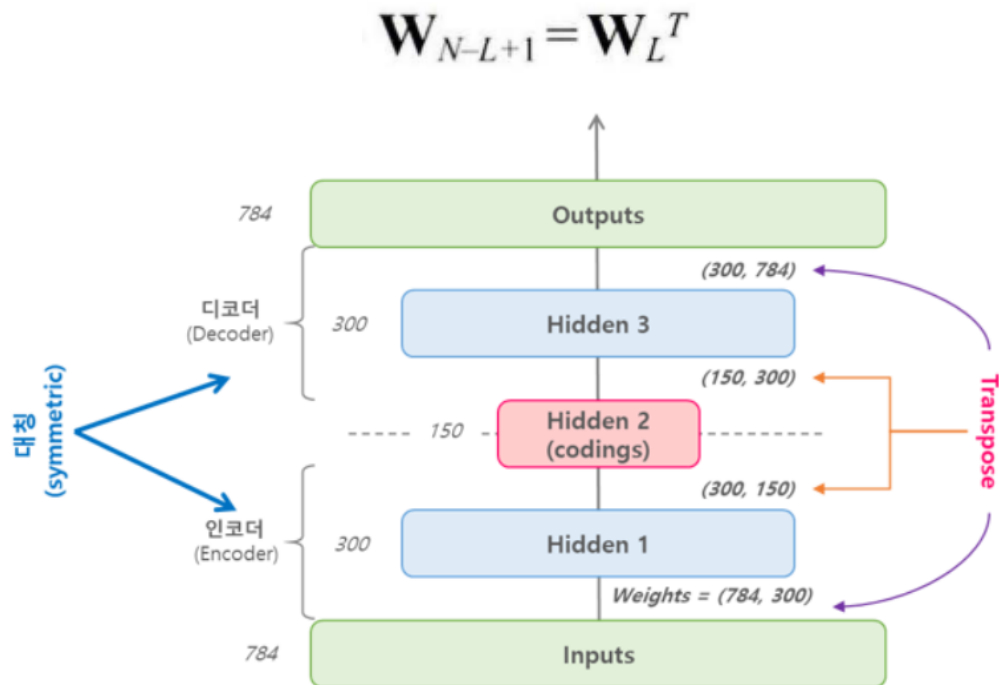 W_{N–L+1} = W_L^T
784
Outputs
(300, 784)
디코더
(Decoder)
300
Hidden 3
(150, 300)
대칭
(symmetric)
150
Hidden 2
(codings)
Transpose
(300, 150)
인코더
(Encoder)
300
Hidden 1
Weights = (784, 300)
784
Inputs